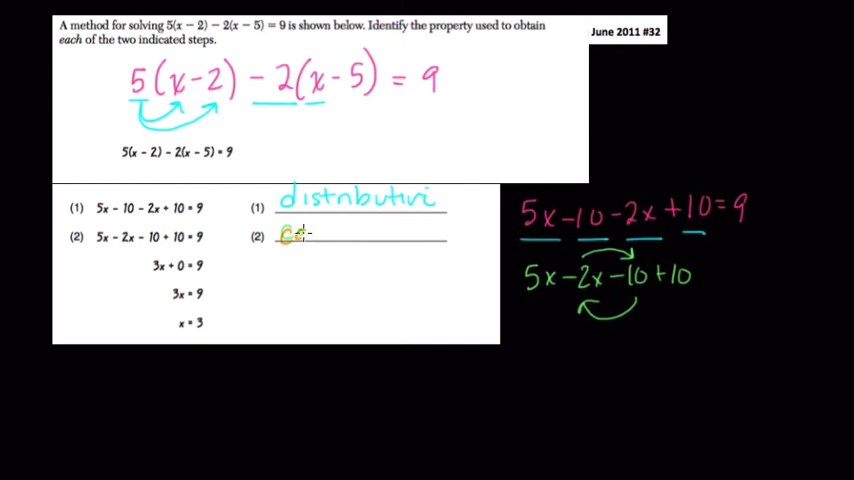 A method for solving 5(x − 2) − 2(x − 5) = 9 is shown below. Identify the property used to obtain
each of the two indicated steps.
June 2011 #32
5(x-2) -2(x-5) = 9
5(x − 2) − 2(x − 5) = 9
(1) 5x − 10 − 2x + 10 = 9 (1) distributivi
5x -10 -2x +10=9
(2) 5x − 2x − 10 + 10 = 9 (2) co
3x + 0 = 9
5x -2x -10 +10
3x = 9
x = 3